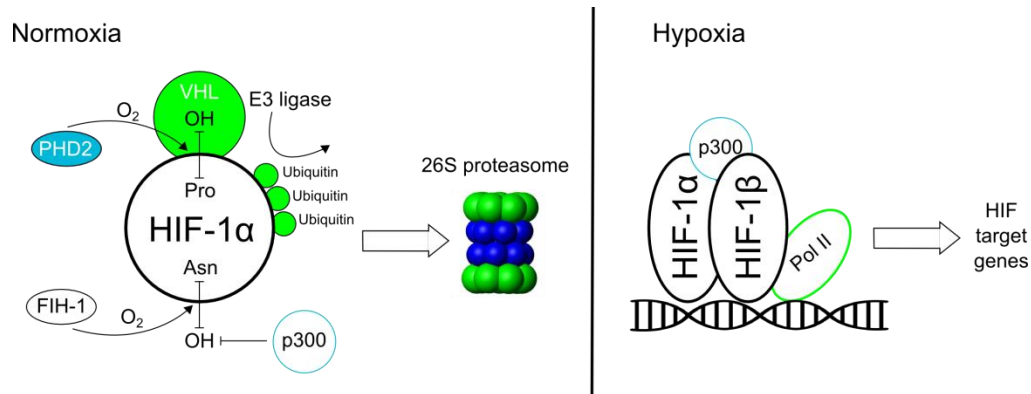 Normoxia
VHL
OH
O2
E3 ligase
PHD2
Ubiquitin
Ubiquitin
Ubiquitin
Pro
HIF-1α
Asn
FIH-1
O2
OH
p300
26S proteasome
Hypoxia
p300
HIF-1α
HIF-1β
Pol II
HIF
target
genes